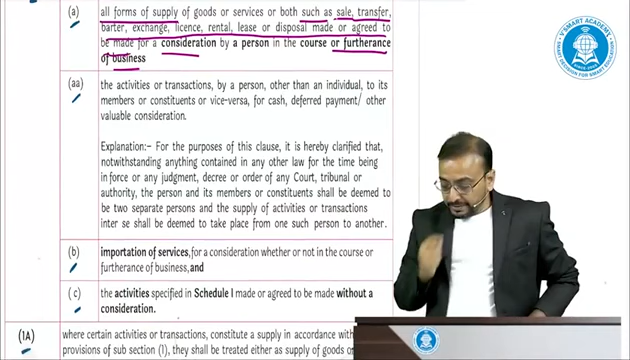 (a)
all forms of supply of goods or services or both such as sale, transfer,
barter, exchange, licence, rental, lease or disposal made or agreed to
be made for a consideration by a person in the course or furtherance
of business
(aa)
the activities or transactions, by a person, other than an individual, to its
members or constituents or vice-versa, for cash, deferred payment/ other
valuable consideration.
Explanation:- For the purposes of this clause, it is hereby clarified that,
notwithstanding anything contained in any other law for the time being
in force or any judgment, decree or order of any Court, tribunal or
authority, the person and its members or constituents shall be deemed to
be two separate persons and the supply of activities or transactions
inter se shall be deemed to take place from one such person to another.
(b)
importation of services, for a consideration whether or not in the course or
furtherance of business, and
(c)
the activities specified in Schedule I made or agreed to be made without a
consideration.
(1A)
where certain activities or transactions, constitute a supply in accordance with
provisions of sub section (1), they shall be treated either as supply of goods
V'SMART ACADEMY
SMART DECISION FOR SMART